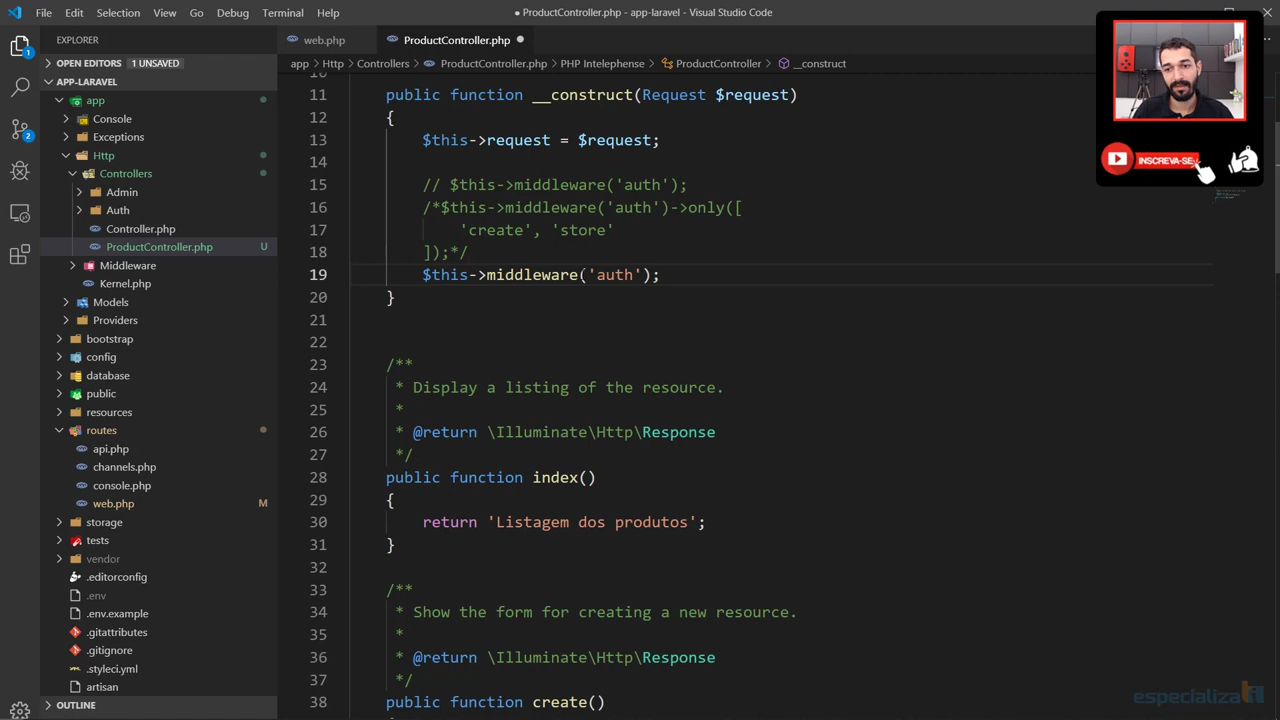 File Edit Selection View Go Debug Terminal Help
● ProductController.php - app-laravel - Visual Studio Code
EXPLORER
OPEN EDITORS 1 UNSAVED
APP-LARAVEL
app
Console
Exceptions
Http
Controllers
Admin
Auth
Controller.php
ProductController.php U
Middleware
Kernel.php
Models
Providers
bootstrap
config
database
public
resources
routes
api.php
channels.php
console.php
web.php M
storage
tests
vendor
.editorconfig
.env
.env.example
.gitattributes
.gitignore
.styleci.yml
artisan
OUTLINE
1
2
web.php
ProductController.php ●
app > Http > Controllers > ProductController.php > PHP Intelephense > ProductController > __construct
11 public function __construct(Request $request)
12 {
13 $this->request = $request;
14
15 // $this->middleware('auth');
16 /*$this->middleware('auth')->only([
17 'create', 'store'
18 ]);*/
19 $this->middleware('auth');
20 }
21
22
23 /**
24 * Display a listing of the resource.
25 *
26 * @return \Illuminate\Http\Response
27 */
28 public function index()
29 {
30 return 'Listagem dos produtos';
31 }
32
33 /**
34 * Show the form for creating a new resource.
35 *
36 * @return \Illuminate\Http\Response
37 */
38 public function create()
INSCREVA-SE
especializati